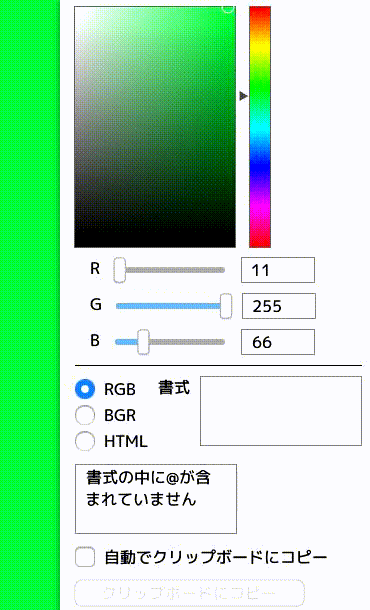 R 11
G 255
B 66
RGB 書式
BGR
HTML
書式の中に@が含
まれていません
自動でクリップボードにコピー
クリップボードにコピー